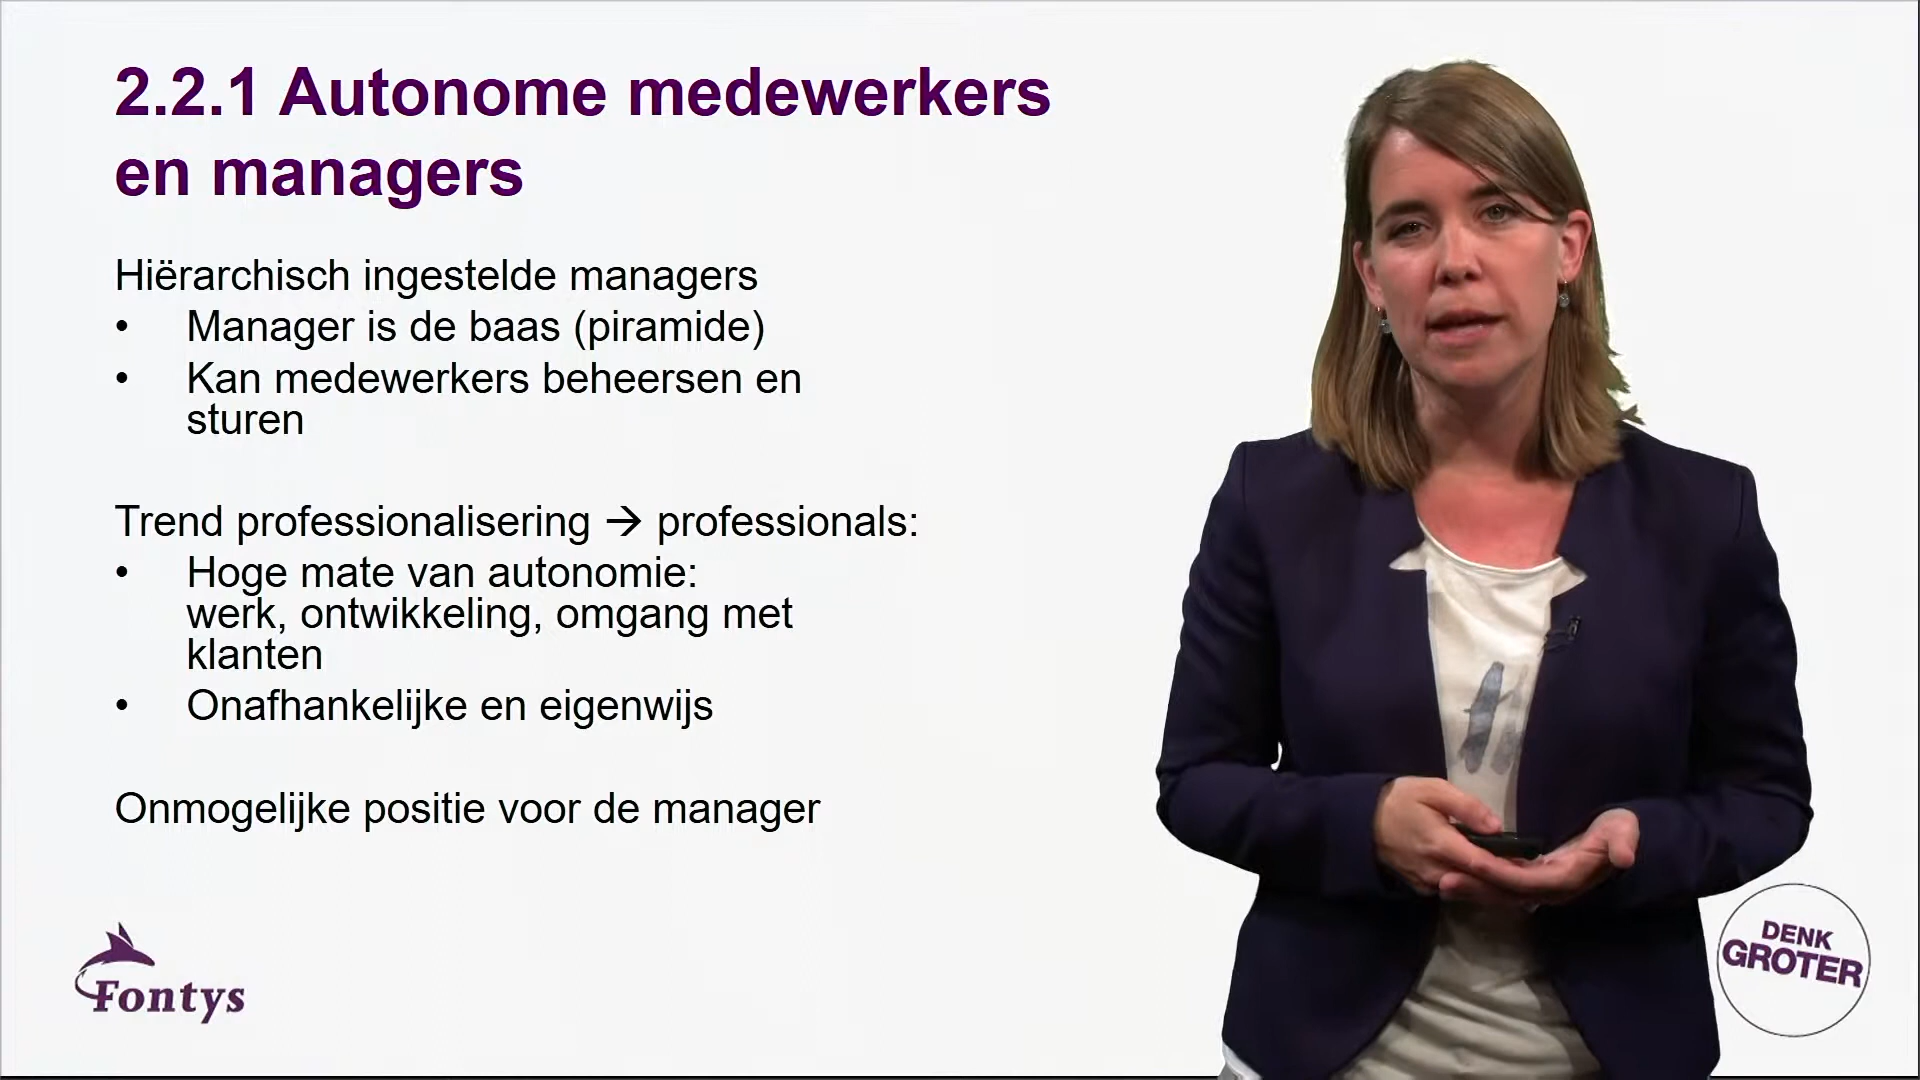 2.2.1 Autonome medewerkers
en managers
Hiërarchisch ingestelde managers
• Manager is de baas (piramide)
• Kan medewerkers beheersen en
sturen
Trend professionalisering → professionals:
• Hoge mate van autonomie:
werk, ontwikkeling, omgang met
klanten
• Onafhankelijke en eigenwijs
Onmogelijke positie voor de manager
Fontys
DENK
GROTER